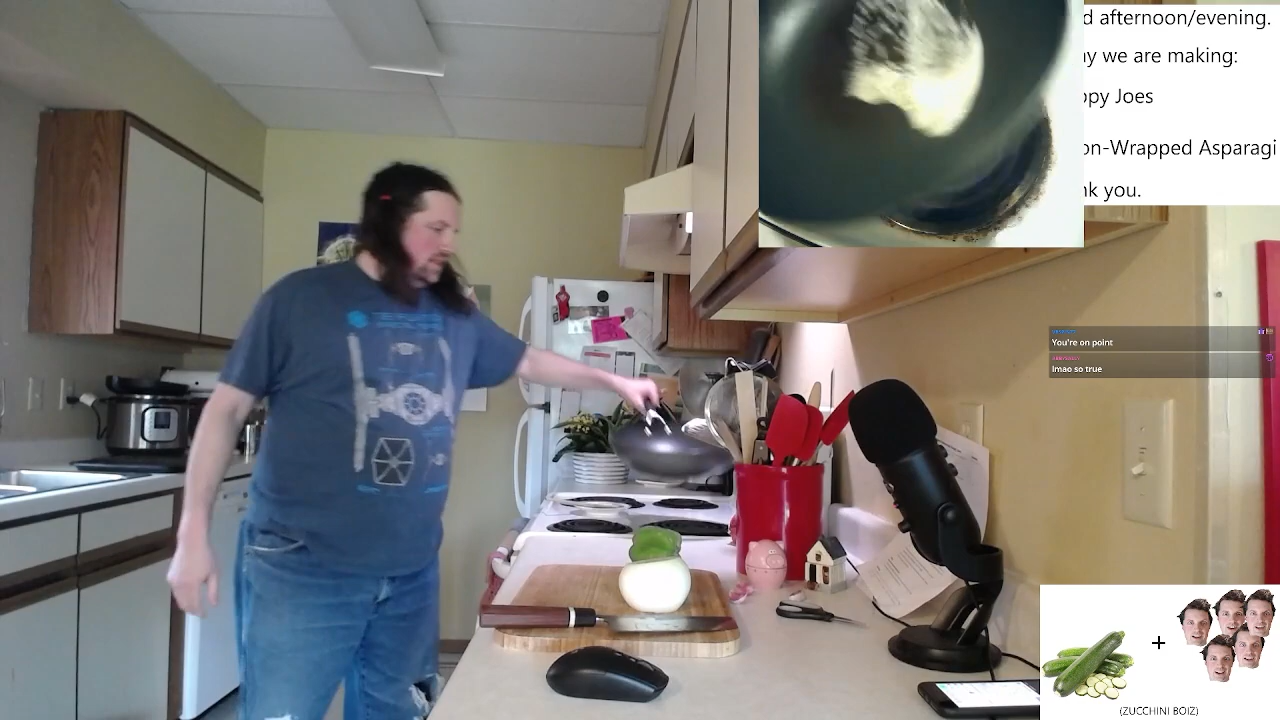 d afternoon/evening.
ay we are making:
ppy Joes
on-Wrapped Asparagi
nk you.
You're on point
lmao so true
+
(ZUCCHINI BOIZ)